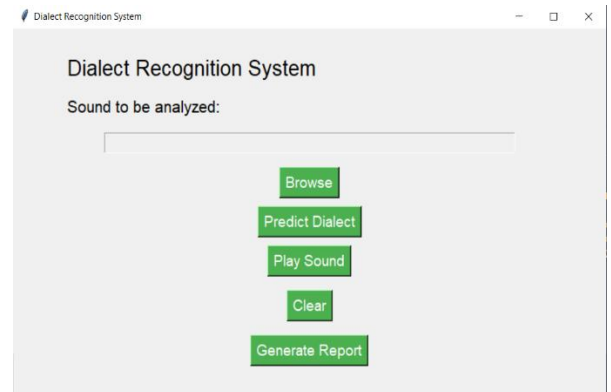 Dialect Recognition System
Dialect Recognition System
Sound to be analyzed:
Browse
Predict Dialect
Play Sound
Clear
Generate Report